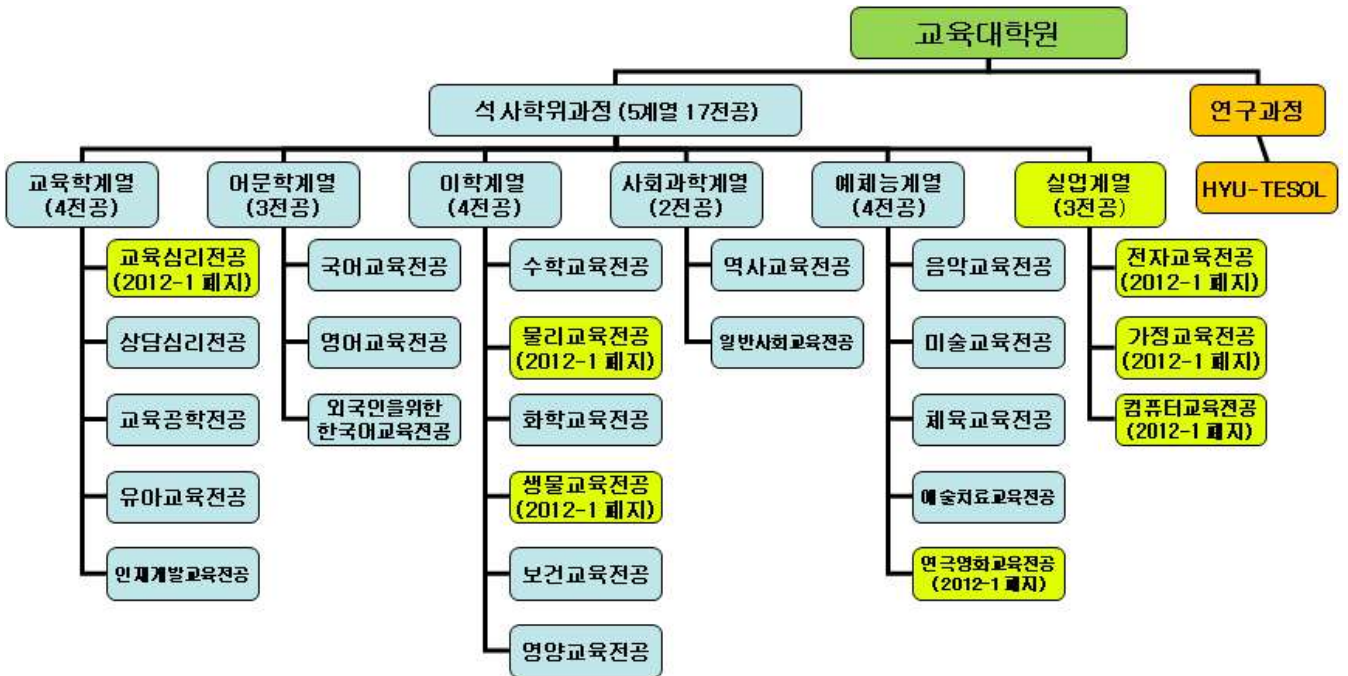 교육대학원
석사학위과정 (5계열 17전공)
연구과정
교육학계열
(4전공)
어문학계열
(3전공)
이학계열
(4전공)
사회과학계열
(2전공)
예체능계열
(4전공)
실업계열
(3전공)
HYU-TESOL
교육심리전공
(2012-1 폐지)
상담심리전공
교육공학전공
유아교육전공
인재개발교육전공
국어교육전공
영어교육전공
외국인을위한
한국어교육전공
수학교육전공
물리교육전공
(2012-1 폐지)
화학교육전공
생물교육전공
(2012-1 폐지)
보건교육전공
영양교육전공
역사교육전공
일반사회교육전공
음악교육전공
미술교육전공
체육교육전공
예술치료교육전공
연극영화교육전공
(2012-1 폐지)
전자교육전공
(2012-1 폐지)
가정교육전공
(2012-1 폐지)
컴퓨터교육전공
(2012-1 폐지)